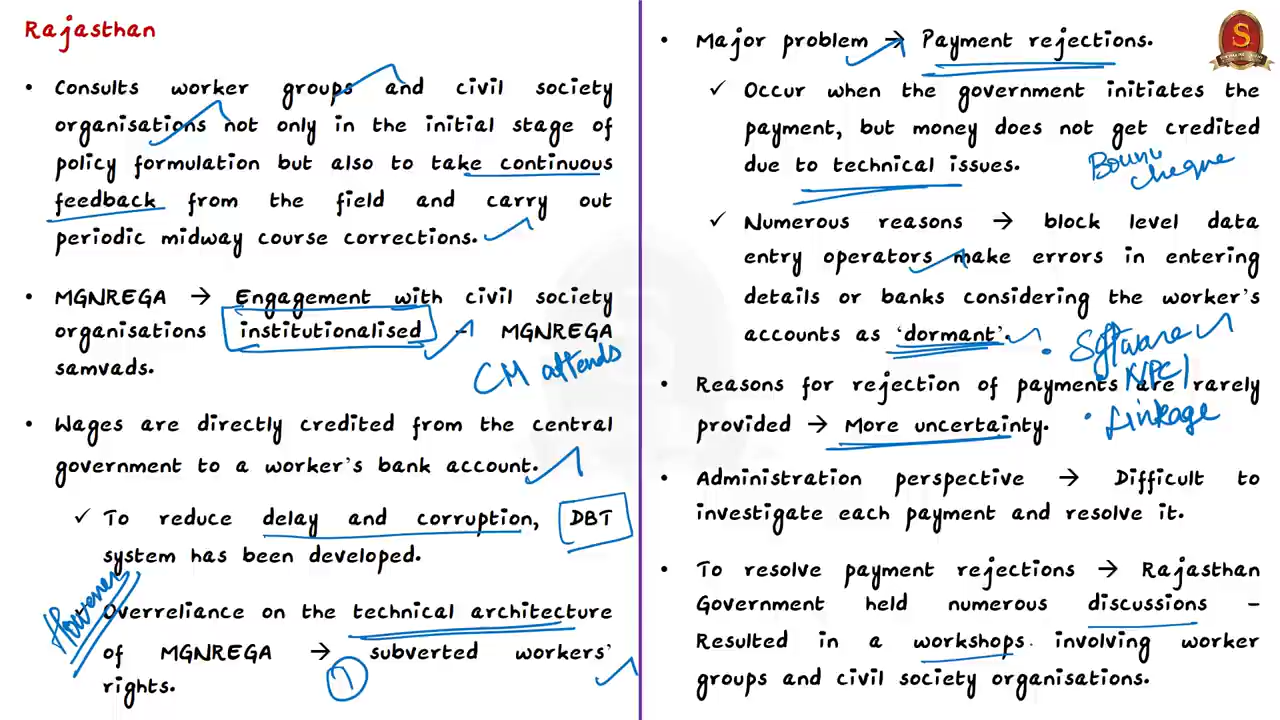 Rajasthan
• Consults worker groups and civil society
organisations not only in the initial stage of
policy formulation but also to take continuous
feedback from the field and carry out
periodic midway course corrections.
• MGNREGA → Engagement with civil society
organisations institutionalised – MGNREGA
samvads.
CM attends
• Wages are directly credited from the central
government to a worker's bank account.
✓ To reduce delay and corruption, DBT
system has been developed.
However
Overreliance on the technical architecture
of MGNREGA → subverted workers'
rights.
• Major problem → Payment rejections.
✓ Occur when the government initiates the
payment, but money does not get credited
due to technical issues.
cheque
✓ Numerous reasons → block level data
entry operators make errors in entering
details or banks considering the worker's
accounts as 'dormant'.
• Software
NPCI
• Linkage
• Reasons for rejection of payments are rarely
provided → More uncertainty.
• Administration perspective → Difficult to
investigate each payment and resolve it.
• To resolve payment rejections → Rajasthan
Government held numerous discussions –
Resulted in a workshops involving worker
groups and civil society organisations.
S